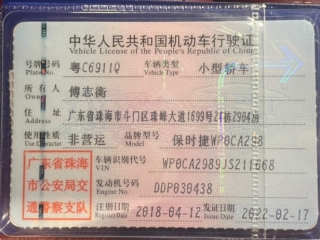 中华人民共和国机动车行驶证
Vehicle License of the People's Republic of China
号牌号码 粤C6911Q 车辆类型 小型轿车
Plate No. Vehicle Type
所有人 傅志衡
Owner
住址 广东省珠海市斗门区珠峰大道1699号24栋2904房
Address
使用性质 非营运 品牌型号 保时捷WP0CA298
Use Character Model
广东省珠海
市公安局交
通警察支队
车辆识别代号 WP0CA2989JS211668
VIN
发动机号码 DDP030438
Engine No.
注册日期 2018-04-12 发证日期 2022-02-17
Register Date Issue Date